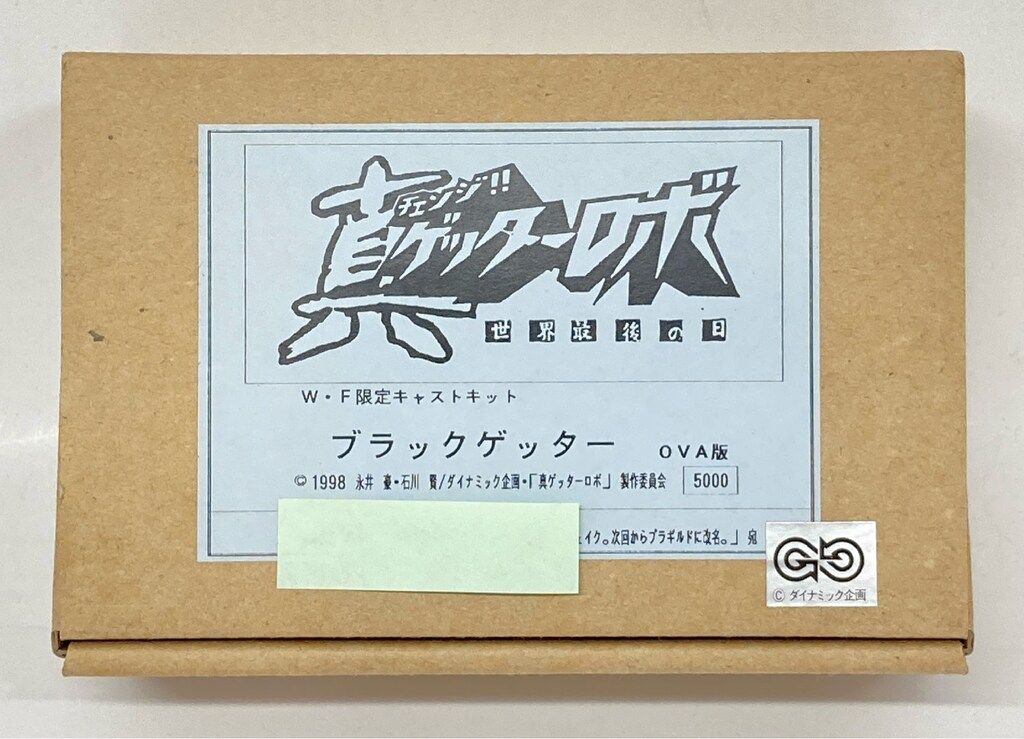 チェンジ!!
真ゲッターロボ
世界最後の日
W・F限定キャストキット
ブラックゲッター OVA版
©1998 永井 豪・石川 賢/ダイナミック企画・「真ゲッターロボ」製作委員会 5000
イク。次回からプラギルドに改名。」 宛
© ダイナミック企画